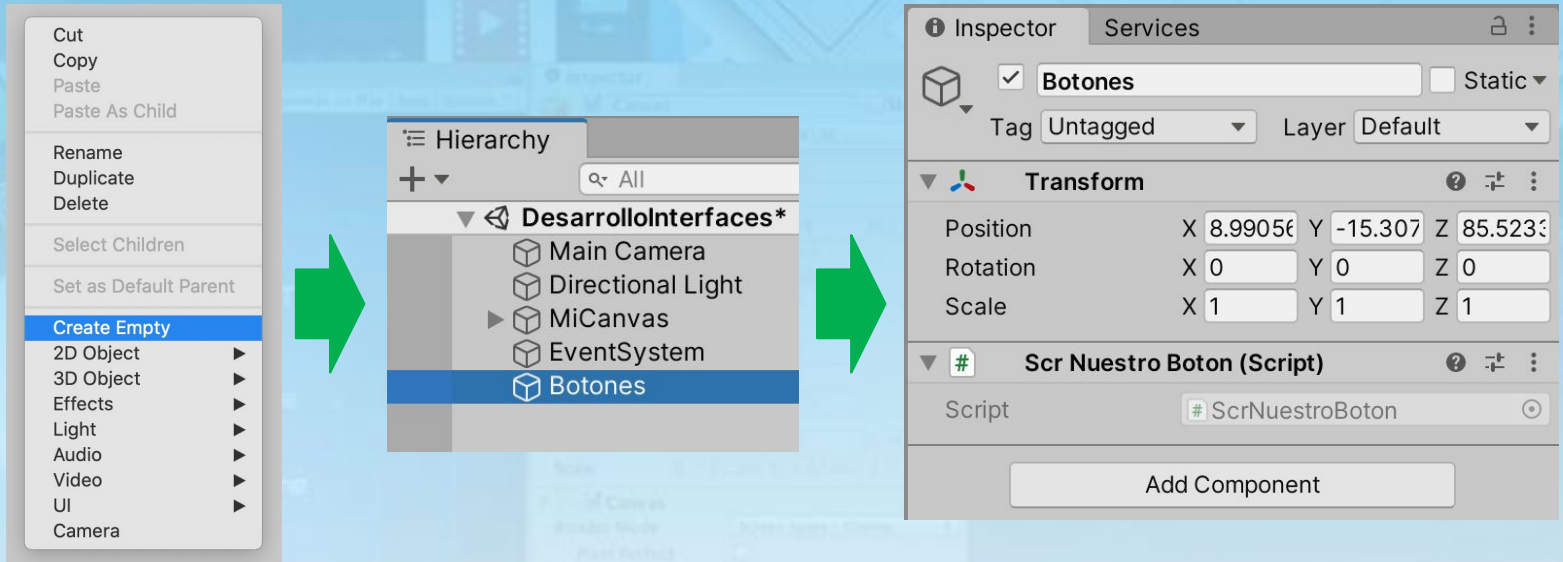 Cut
Copy
Paste
Paste As Child
Rename
Duplicate
Delete
Select Children
Set as Default Parent
Create Empty
2D Object
3D Object
Effects
Light
Audio
Video
UI
Camera
Hierarchy
All
DesarrolloInterfaces*
Main Camera
Directional Light
MiCanvas
EventSystem
Botones
Inspector Services
Botones Static
Tag Untagged Layer Default
Transform
Position X 8.99056 Y -15.307 Z 85.5233
Rotation X 0 Y 0 Z 0
Scale X 1 Y 1 Z 1
# Scr Nuestro Boton (Script)
Script # ScrNuestroBoton
Add Component
Inspector
Canvas
Canvas